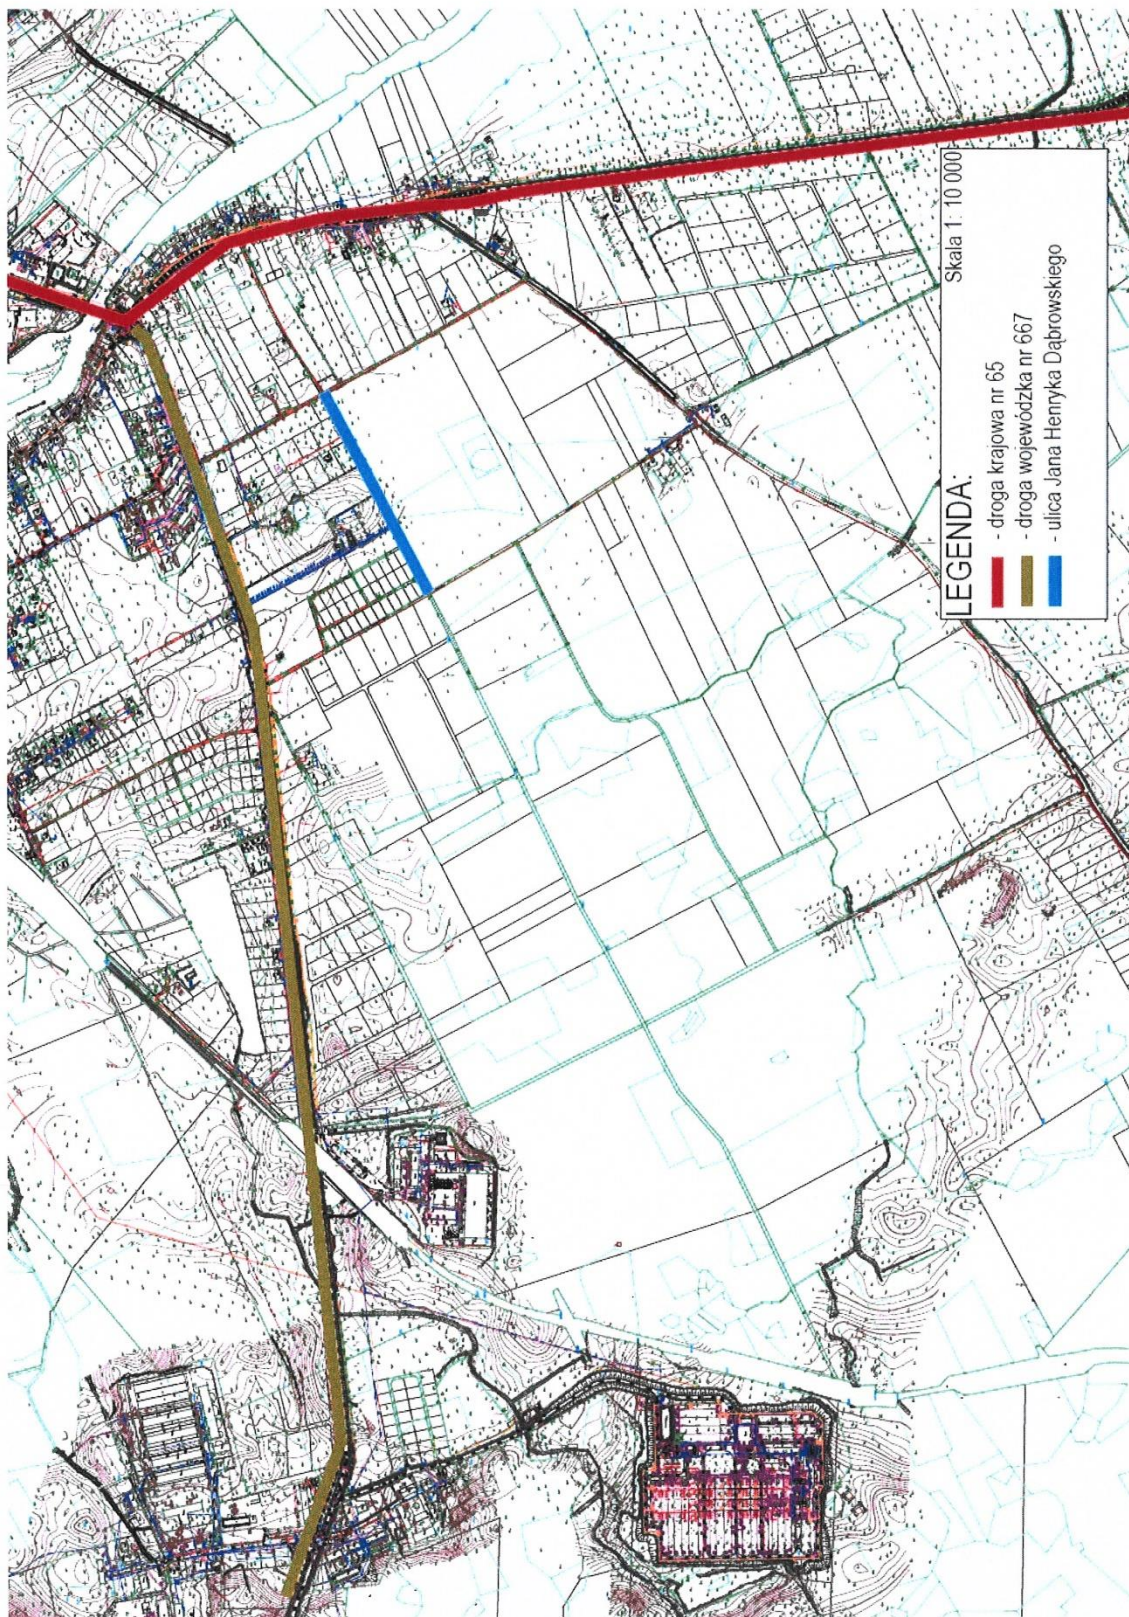 Skala 1: 10 000
LEGENDA:
- droga krajowa nr 65
- droga wojewódzka nr 667
- ulica Jana Henryka Dąbrowskiego